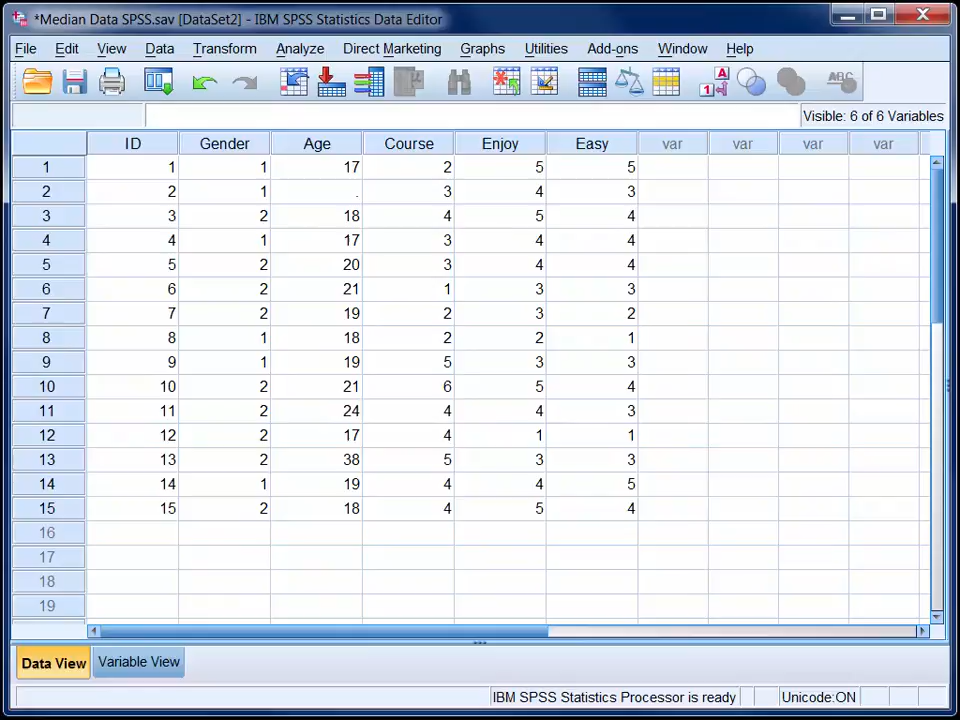 *Median Data SPSS.sav [DataSet2] - IBM SPSS Statistics Data Editor
File Edit View Data Transform Analyze Direct Marketing Graphs Utilities Add-ons Window Help
A
1
ABC
Visible: 6 of 6 Variables
ID Gender Age Course Enjoy Easy var var var var
1 1 1 17 2 5 5
2 2 1 . 3 4 3
3 3 2 18 4 5 4
4 4 1 17 3 4 4
5 5 2 20 3 4 4
6 6 2 21 1 3 3
7 7 2 19 2 3 2
8 8 1 18 2 2 1
9 9 1 19 5 3 3
10 10 2 21 6 5 4
11 11 2 24 4 4 3
12 12 2 17 4 1 1
13 13 2 38 5 3 3
14 14 1 19 4 4 5
15 15 2 18 4 5 4
16
17
18
19
Data View Variable View
IBM SPSS Statistics Processor is ready Unicode:ON